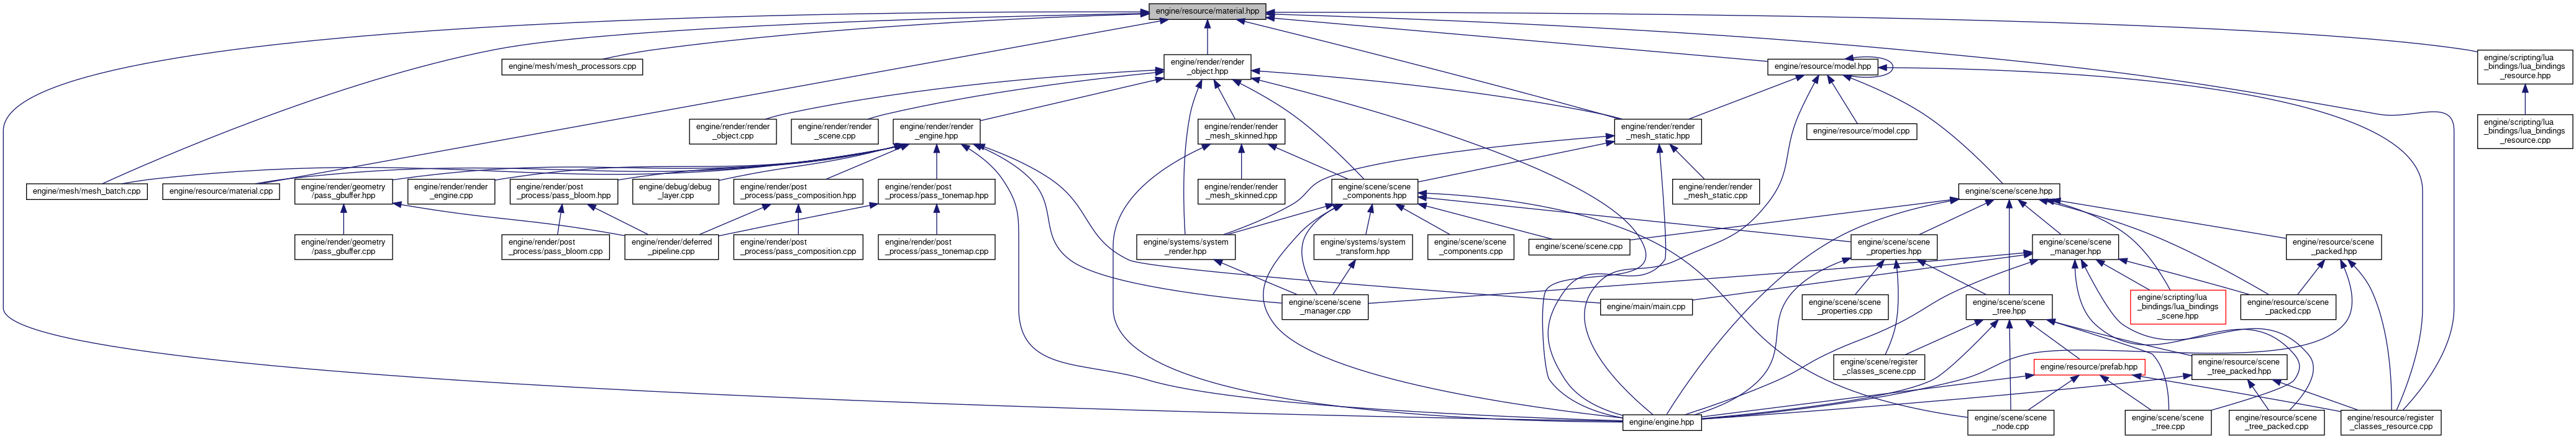 engine/resource/material.hpp
engine/mesh/mesh_processors.cpp
engine/render/render
_object.hpp
engine/resource/model.hpp
engine/scripting/lua
_bindings/lua_bindings
_resource.hpp
engine/render/render
_object.cpp
engine/render/render
_scene.cpp
engine/render/render
_engine.hpp
engine/render/render
_mesh_skinned.hpp
engine/render/render
_mesh_static.hpp
engine/resource/model.cpp
engine/scripting/lua
_bindings/lua_bindings
_resource.cpp
engine/mesh/mesh_batch.cpp
engine/resource/material.cpp
engine/render/geometry
/pass_gbuffer.hpp
engine/render/render
_engine.cpp
engine/render/post
_process/pass_bloom.hpp
engine/debug/debug
_layer.cpp
engine/render/post
_process/pass_composition.hpp
engine/render/post
_process/pass_tonemap.hpp
engine/render/render
_mesh_skinned.cpp
engine/scene/scene
_components.hpp
engine/render/render
_mesh_static.cpp
engine/scene/scene.hpp
engine/render/geometry
/pass_gbuffer.cpp
engine/render/post
_process/pass_bloom.cpp
engine/render/deferred
_pipeline.cpp
engine/render/post
_process/pass_composition.cpp
engine/render/post
_process/pass_tonemap.cpp
engine/systems/system
_render.hpp
engine/systems/system
_transform.hpp
engine/scene/scene
_components.cpp
engine/scene/scene.cpp
engine/scene/scene
_properties.hpp
engine/scene/scene
_manager.hpp
engine/resource/scene
_packed.hpp
engine/scene/scene
_manager.cpp
engine/main/main.cpp
engine/scene/scene
_properties.cpp
engine/scene/scene
_tree.hpp
engine/scripting/lua
_bindings/lua_bindings
_scene.hpp
engine/resource/scene
_packed.cpp
engine/scene/register
_classes_scene.cpp
engine/resource/prefab.hpp
engine/resource/scene
_tree_packed.hpp
engine/engine.hpp
engine/scene/scene
_node.cpp
engine/scene/scene
_tree.cpp
engine/resource/scene
_tree_packed.cpp
engine/resource/register
_classes_resource.cpp